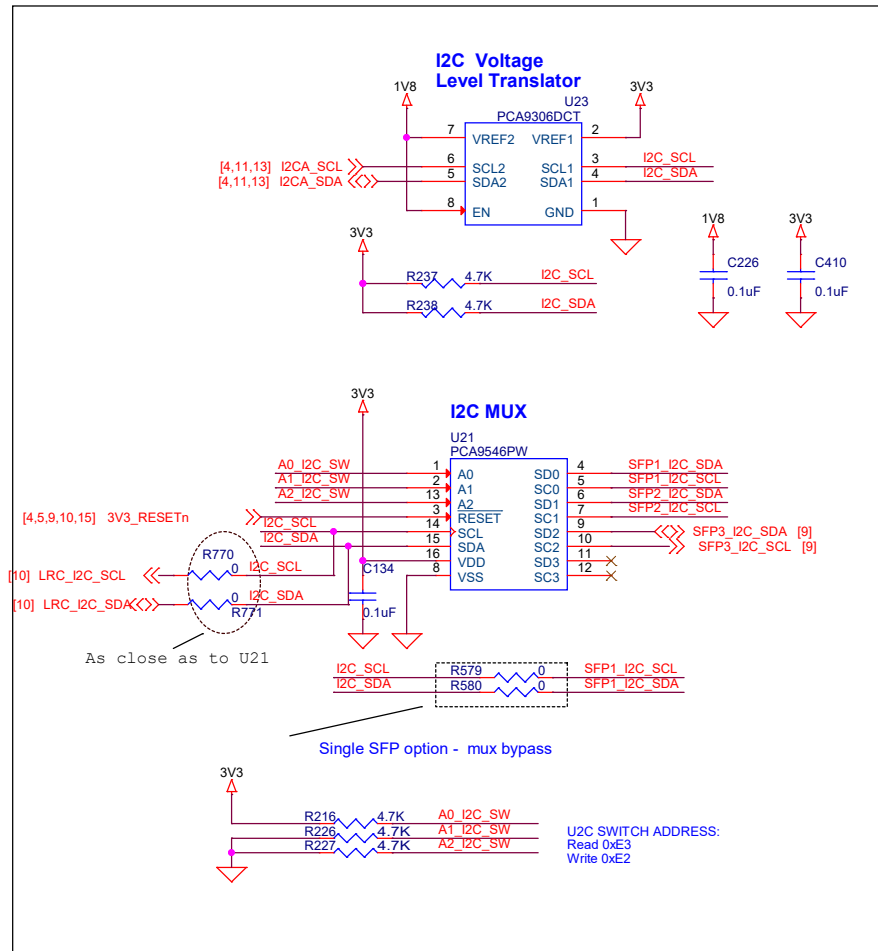 I2C Voltage
Level Translator
1V8
U23
3V3
PCA9306DCT
7 VREF2 VREF1 2
[4,11,13] I2CA_SCL 6 SCL2 SCL1 3 I2C_SCL
[4,11,13] I2CA_SDA 5 SDA2 SDA1 4 I2C_SDA
8 EN GND 1
3V3
1V8
3V3
R237 4.7K I2C_SCL
C226
C410
R238 4.7K I2C_SDA
0.1uF
0.1uF
3V3
I2C MUX
U21
PCA9546PW
A0_I2C_SW 1 A0 SD0 4 SFP1_I2C_SDA
A1_I2C_SW 2 A1 SC0 5 SFP1_I2C_SCL
A2_I2C_SW 13 A2 SD1 6 SFP2_I2C_SDA
[4,5,9,10,15] 3V3_RESETn 3 RESET SC1 7 SFP2_I2C_SCL
I2C_SCL 14 SCL SD2 9 SFP3_I2C_SDA [9]
I2C_SDA 15 SDA SC2 10 SFP3_I2C_SCL [9]
16 VDD SD3 11
8 VSS SC3 12
R770
[10] LRC_I2C_SCL 0 I2C_SCL
C134
[10] LRC_I2C_SDA 0 I2C_SDA
R771
0.1uF
As close as to U21
I2C_SCL R579 0 SFP1_I2C_SCL
I2C_SDA R580 0 SFP1_I2C_SDA
Single SFP option - mux bypass
3V3
R216 4.7K A0_I2C_SW
R226 4.7K A1_I2C_SW
R227 4.7K A2_I2C_SW
U2C SWITCH ADDRESS:
Read 0xE3
Write 0xE2